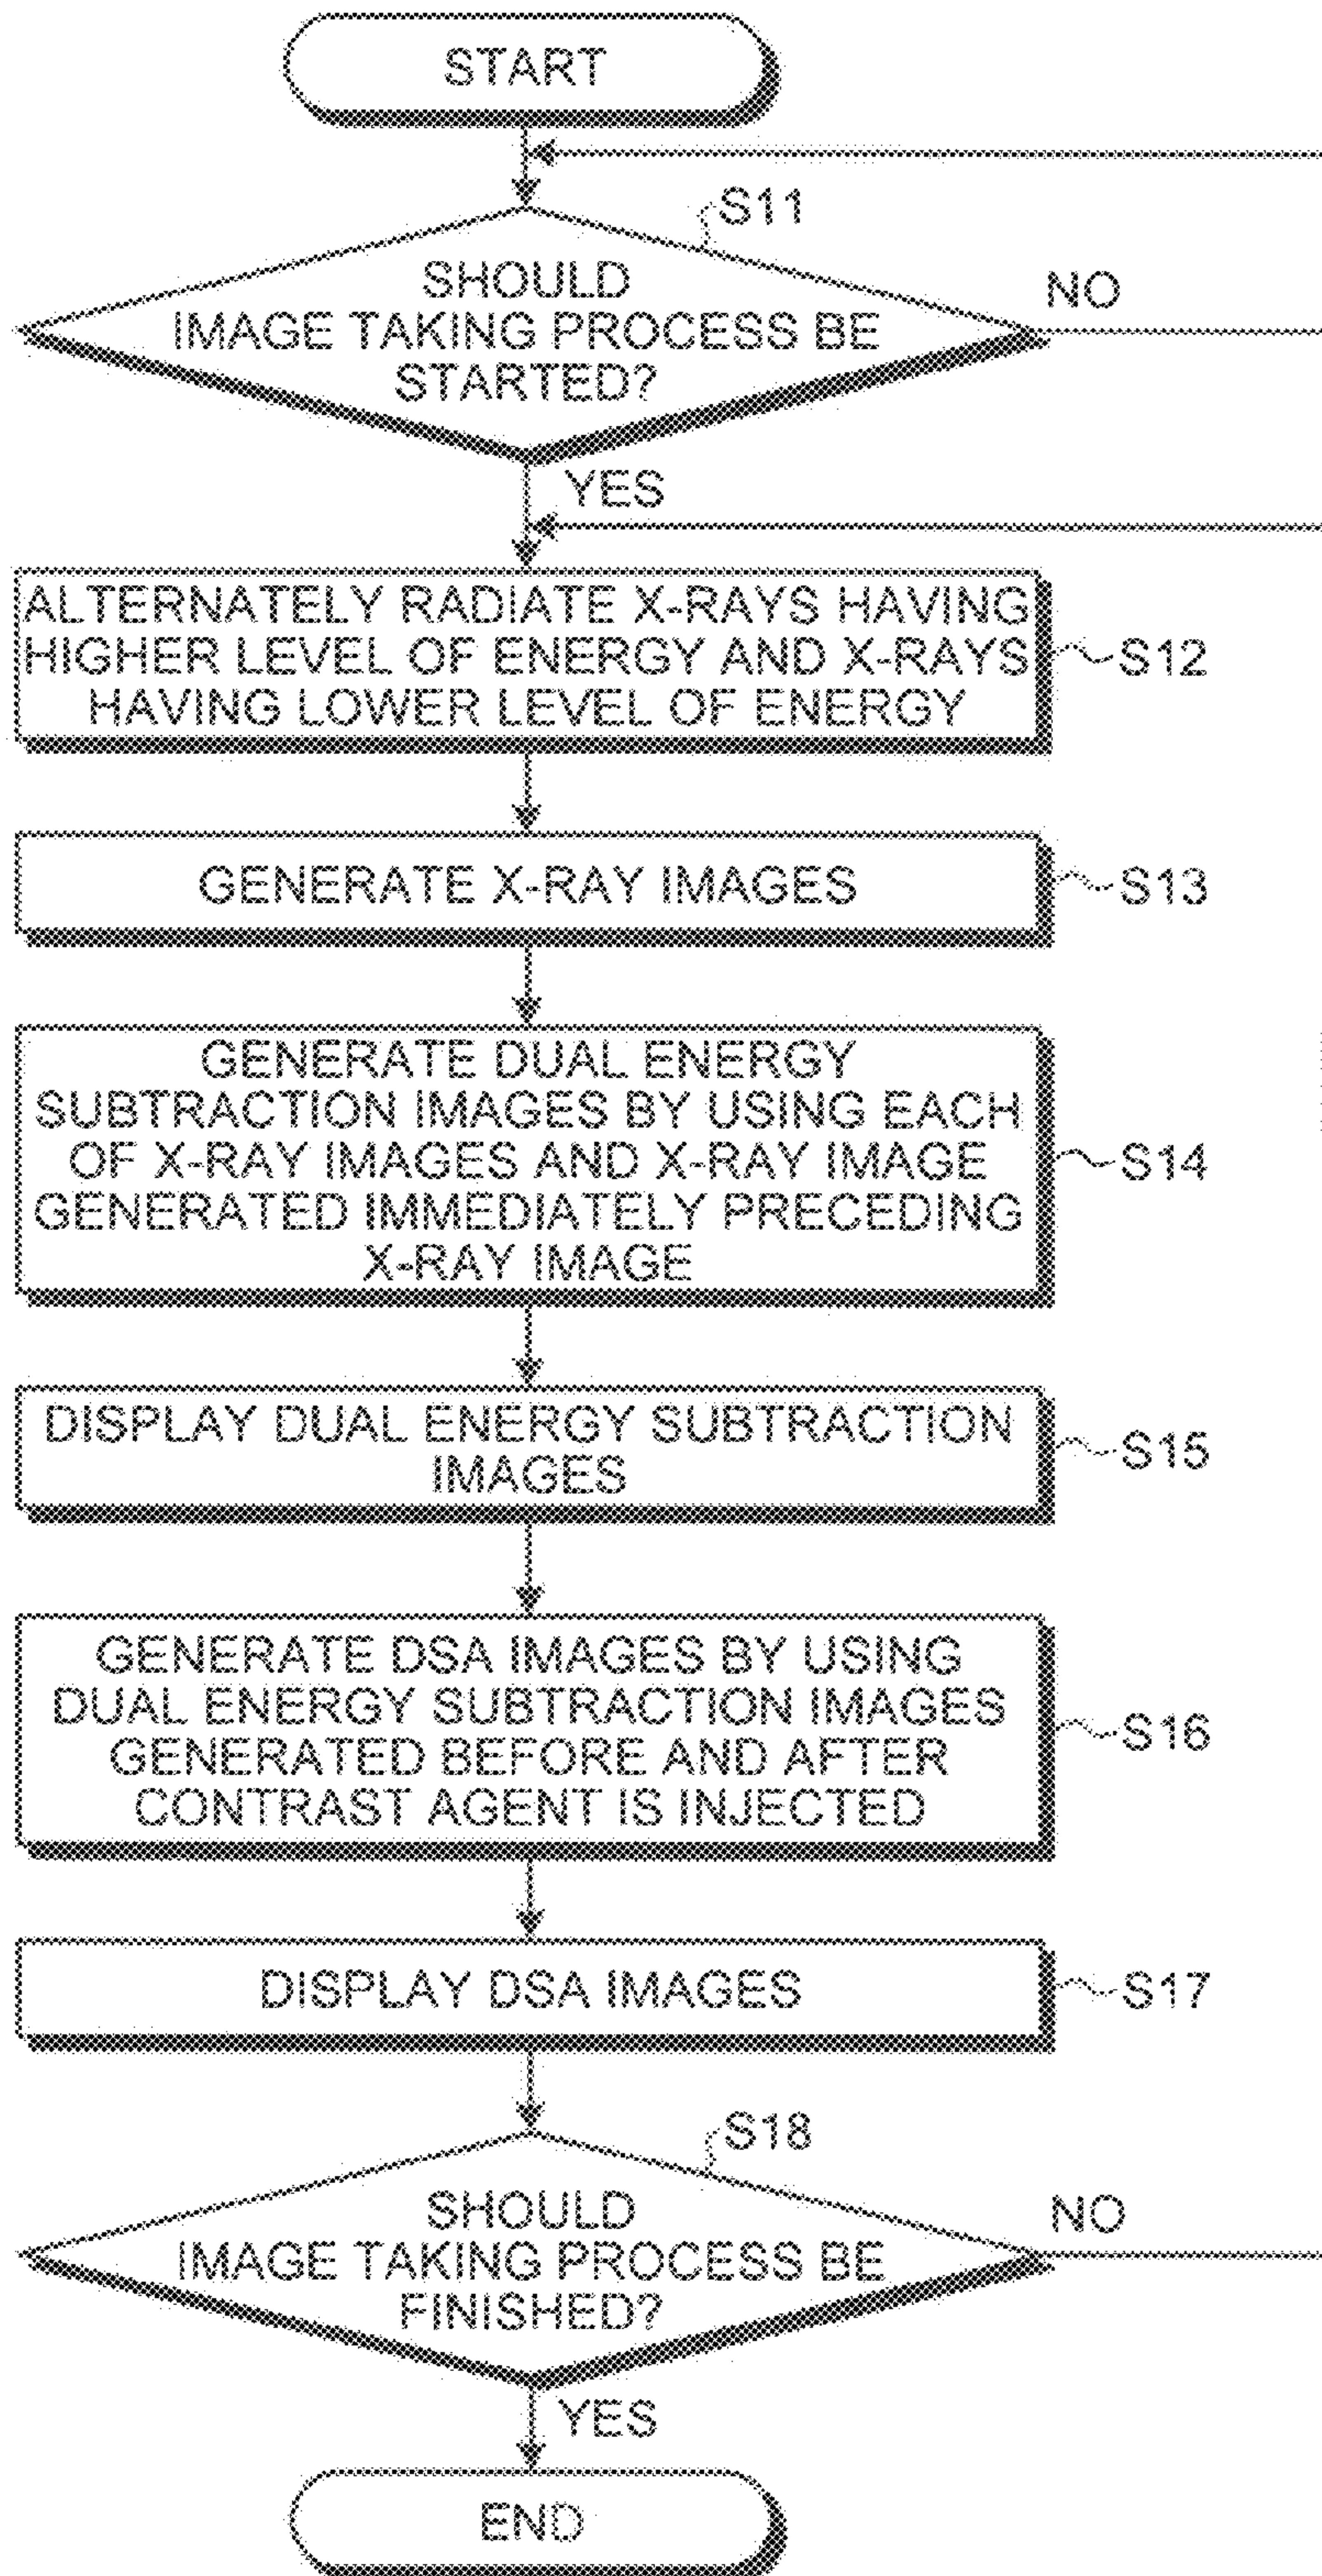 START
S11
SHOULD
IMAGE TAKING PROCESS BE
STARTED?
NO
YES
ALTERNATELY RADIATE X-RAYS HAVING
HIGHER LEVEL OF ENERGY AND X-RAYS
HAVING LOWER LEVEL OF ENERGY
S12
GENERATE X-RAY IMAGES
S13
GENERATE DUAL ENERGY
SUBTRACTION IMAGES BY USING EACH
OF X-RAY IMAGES AND X-RAY IMAGE
GENERATED IMMEDIATELY PRECEDING
X-RAY IMAGE
S14
DISPLAY DUAL ENERGY SUBTRACTION
IMAGES
S15
GENERATE DSA IMAGES BY USING
DUAL ENERGY SUBTRACTION IMAGES
GENERATED BEFORE AND AFTER
CONTRAST AGENT IS INJECTED
S16
DISPLAY DSA IMAGES
S17
S18
SHOULD
IMAGE TAKING PROCESS BE
FINISHED?
NO
YES
END